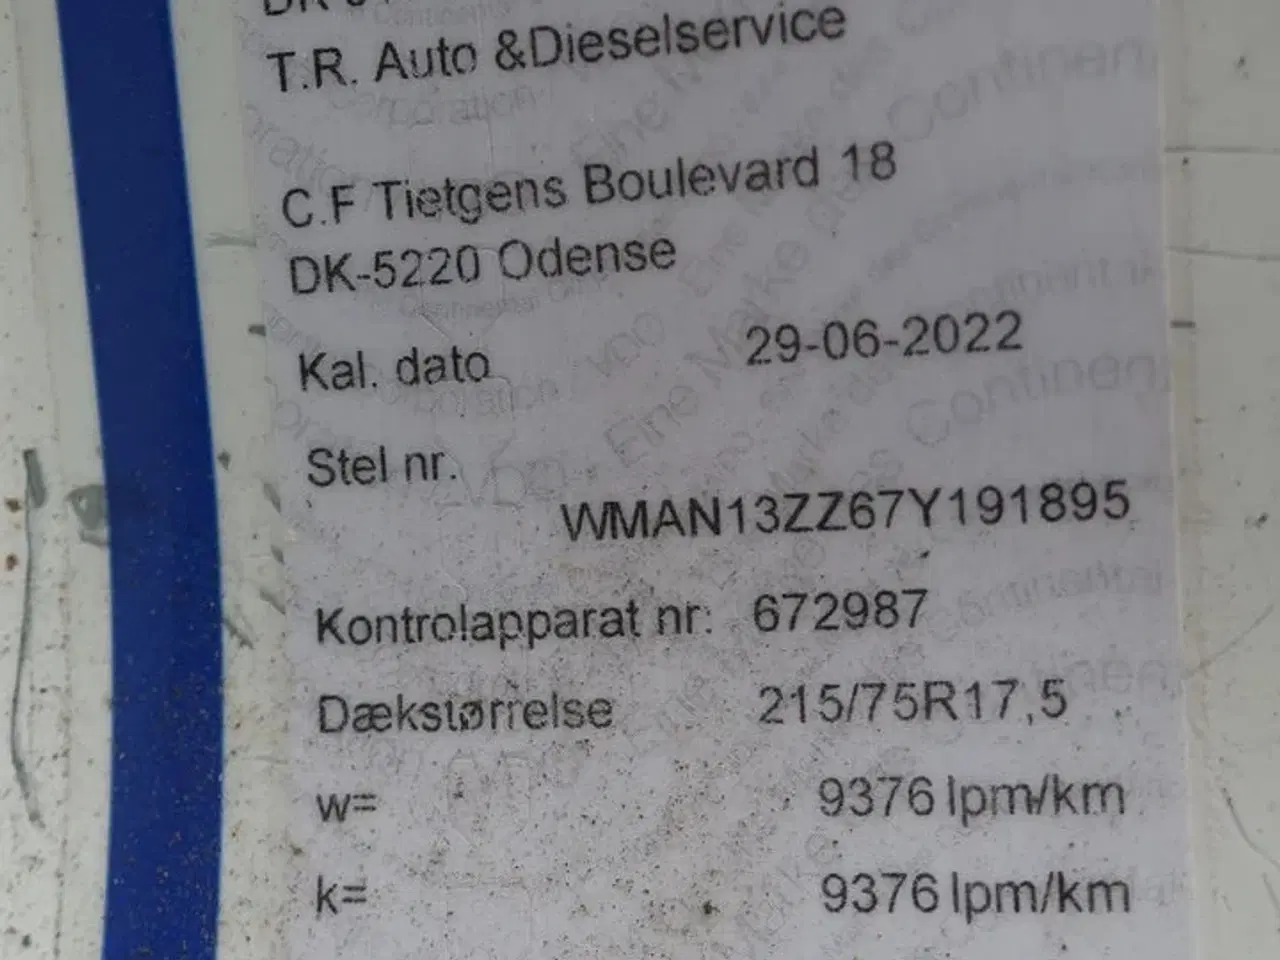 T.R. Auto &Dieselservice
C.F Tietgens Boulevard 18
DK-5220 Odense
Kal. dato 29-06-2022
Stel nr.
WMAN13ZZ67Y191895
Kontrolapparat nr: 672987
Dækstørrelse 215/75R17,5
w= 9376 lpm/km
k= 9376 lpm/km